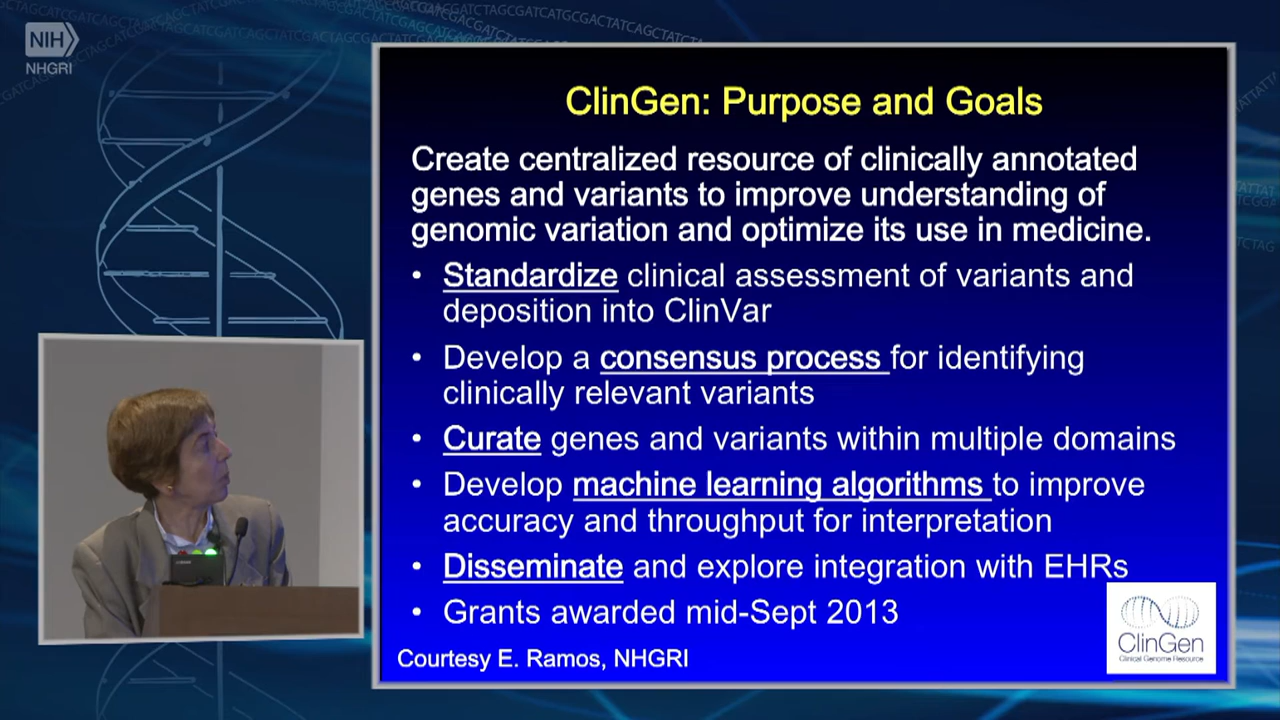 NIH
NHGRI
ClinGen: Purpose and Goals
Create centralized resource of clinically annotated
genes and variants to improve understanding of
genomic variation and optimize its use in medicine.
• Standardize clinical assessment of variants and
deposition into ClinVar
• Develop a consensus process for identifying
clinically relevant variants
• Curate genes and variants within multiple domains
• Develop machine learning algorithms to improve
accuracy and throughput for interpretation
• Disseminate and explore integration with EHRs
• Grants awarded mid-Sept 2013
Courtesy E. Ramos, NHGRI
ClinGen
Clinical Genome Resource